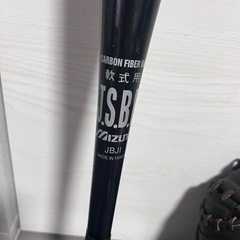 CARBON FIBER
軟式用
T.S.B.
MIZUNO
JBJI
MADE IN TAIWAN